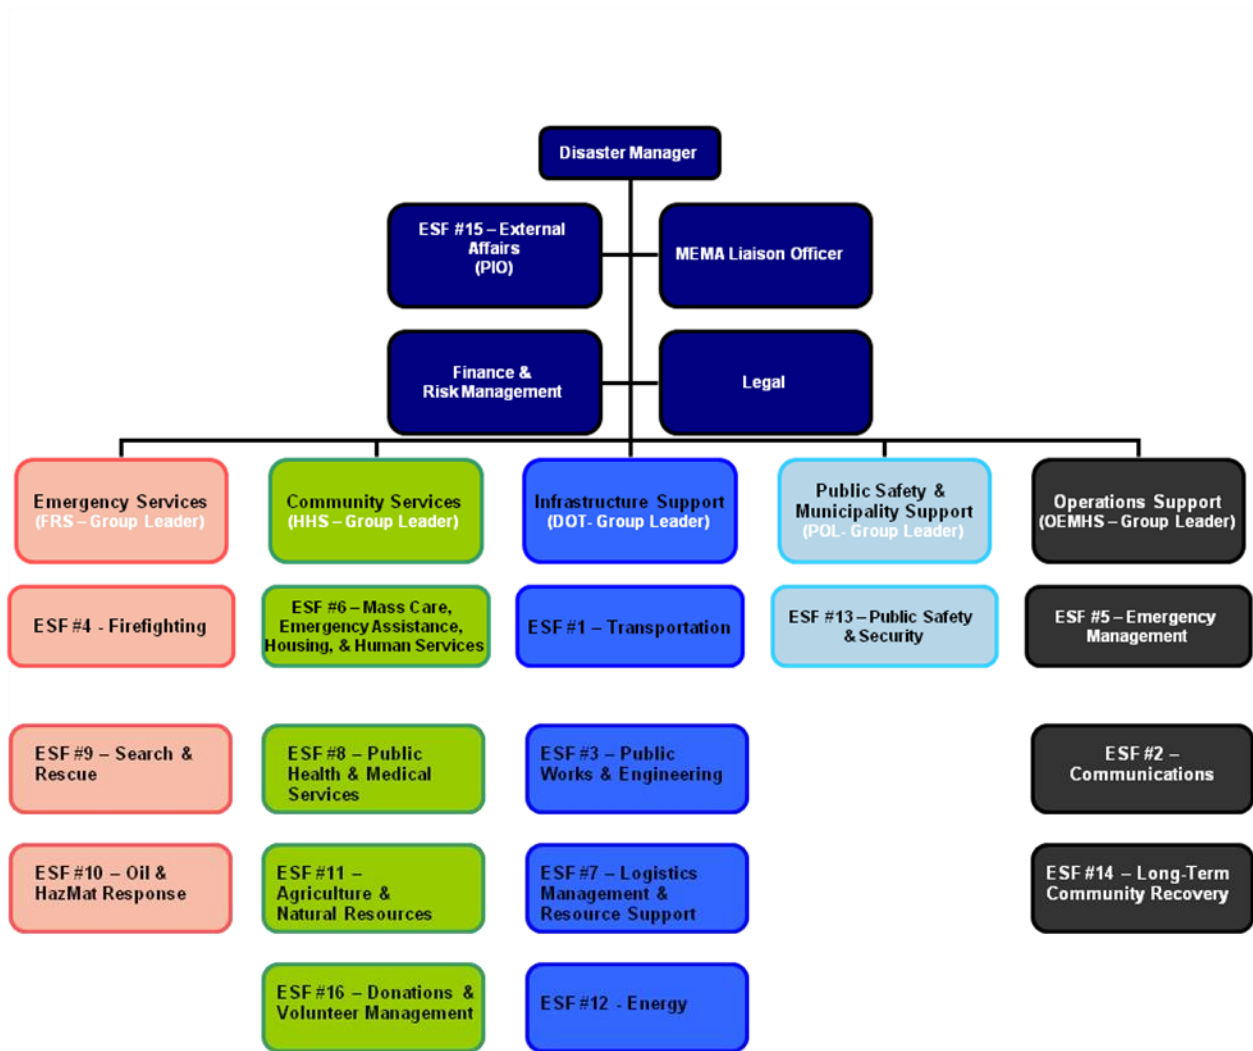 Disaster Manager
ESF #15 – External
Affairs
(PIO)
MEMA Liaison Officer
Finance &
Risk Management
Legal
Emergency Services
(FRS – Group Leader)
Community Services
(HHS – Group Leader)
Infrastructure Support
(DOT- Group Leader)
Public Safety &
Municipality Support
(POL- Group Leader)
Operations Support
(OEMHS – Group Leader)
ESF #4 - Firefighting
ESF #6 – Mass Care,
Emergency Assistance,
Housing, & Human Services
ESF #1 – Transportation
ESF #13 – Public Safety
& Security
ESF #5 – Emergency
Management
ESF #9 – Search &
Rescue
ESF #8 – Public
Health & Medical
Services
ESF #3 – Public
Works & Engineering
ESF #2 –
Communications
ESF #10 – Oil &
HazMat Response
ESF #11 –
Agriculture &
Natural Resources
ESF #7 – Logistics
Management &
Resource Support
ESF #14 – Long-Term
Community Recovery
ESF #16 – Donations &
Volunteer Management
ESF #12 - Energy